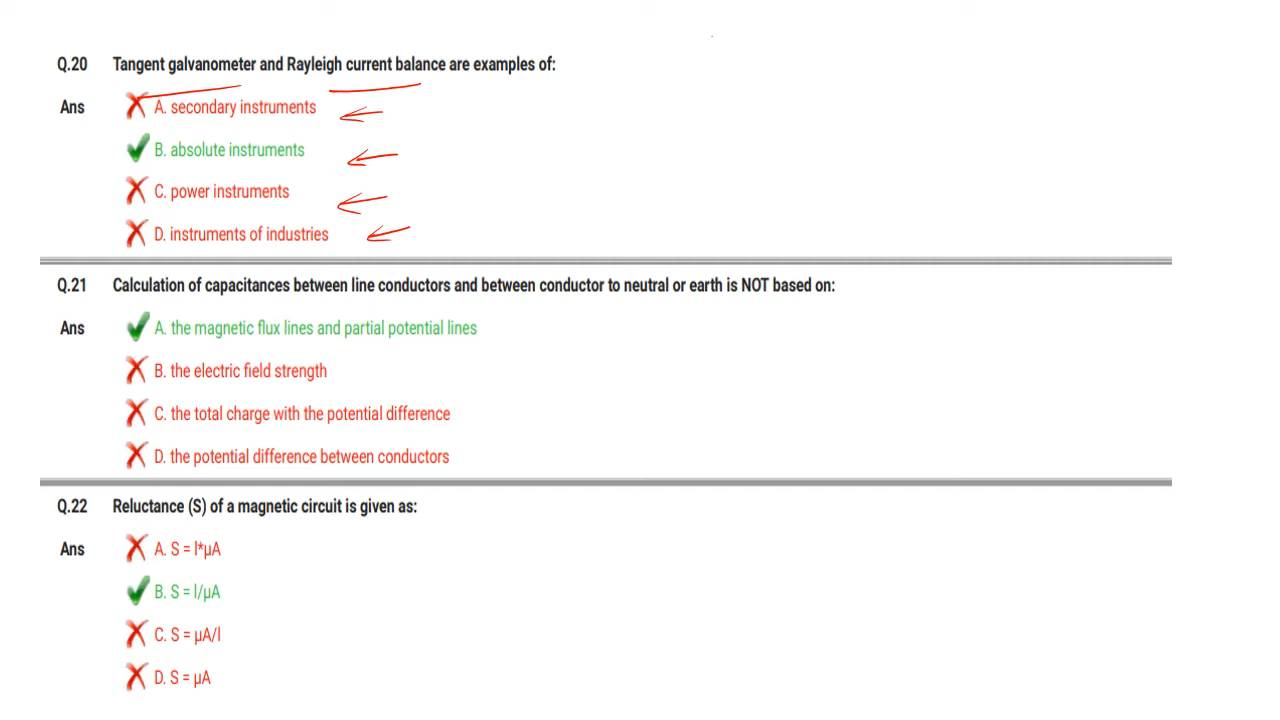 Q.20 Tangent galvanometer and Rayleigh current balance are examples of:
Ans A. secondary instruments
B. absolute instruments
C. power instruments
D. instruments of industries
Q.21 Calculation of capacitances between line conductors and between conductor to neutral or earth is NOT based on:
Ans A. the magnetic flux lines and partial potential lines
B. the electric field strength
C. the total charge with the potential difference
D. the potential difference between conductors
Q.22 Reluctance (S) of a magnetic circuit is given as:
Ans A. S = l*μA
B. S = l/μA
C. S = μA/l
D. S = μA